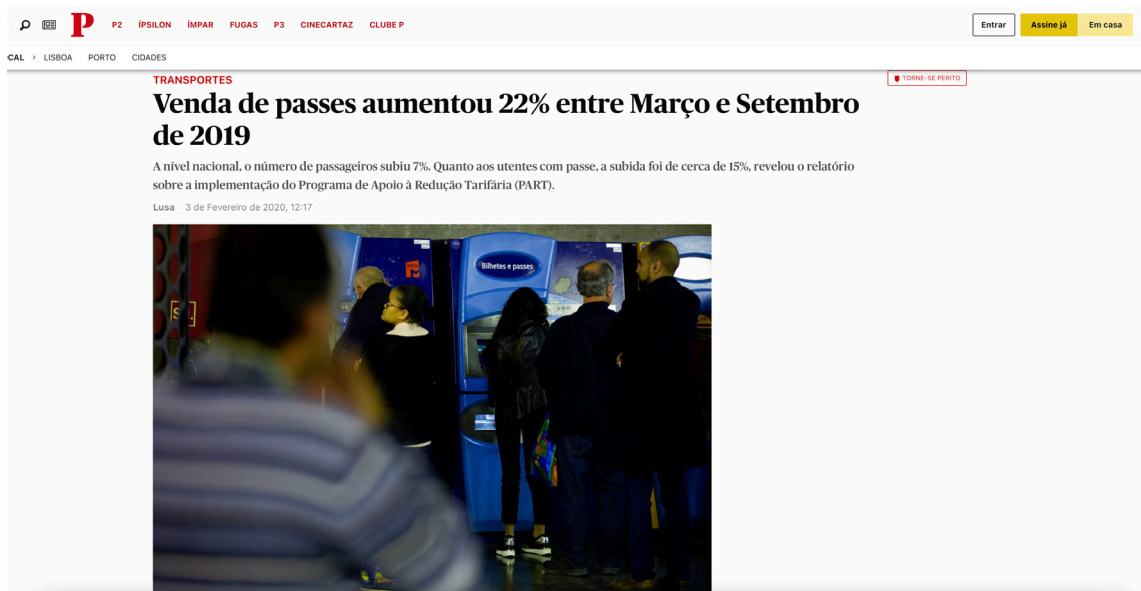 P
P2 ÍPSILON ÍMPAR FUGAS P3 CINECARTAZ CLUBE P
Entrar
Assine já
Em casa
CAL › LISBOA PORTO CIDADES
TRANSPORTES
TORNE-SE PERITO
Venda de passes aumentou 22% entre Março e Setembro
de 2019
A nível nacional, o número de passageiros subiu 7%. Quanto aos utentes com passe, a subida foi de cerca de 15%, revelou o relatório
sobre a implementação do Programa de Apoio à Redução Tarifária (PART).
Lusa · 3 de Fevereiro de 2020, 12:17
Bilhetes e passes